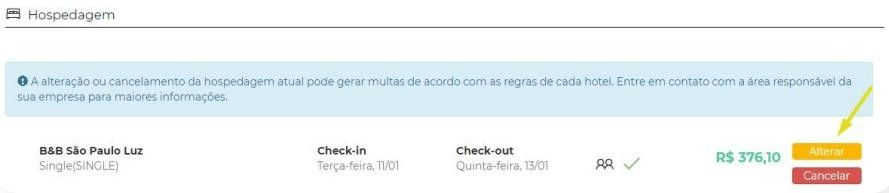 Hospedagem
A alteração ou cancelamento da hospedagem atual pode gerar multas de acordo com as regras de cada hotel. Entre em contato com a área responsável da
sua empresa para maiores informações.
B&B São Paulo Luz Check-in Check-out
Single(SINGLE) Terça-feira, 11/01 Quinta-feira, 13/01 R$ 376,10
Alterar
Cancelar